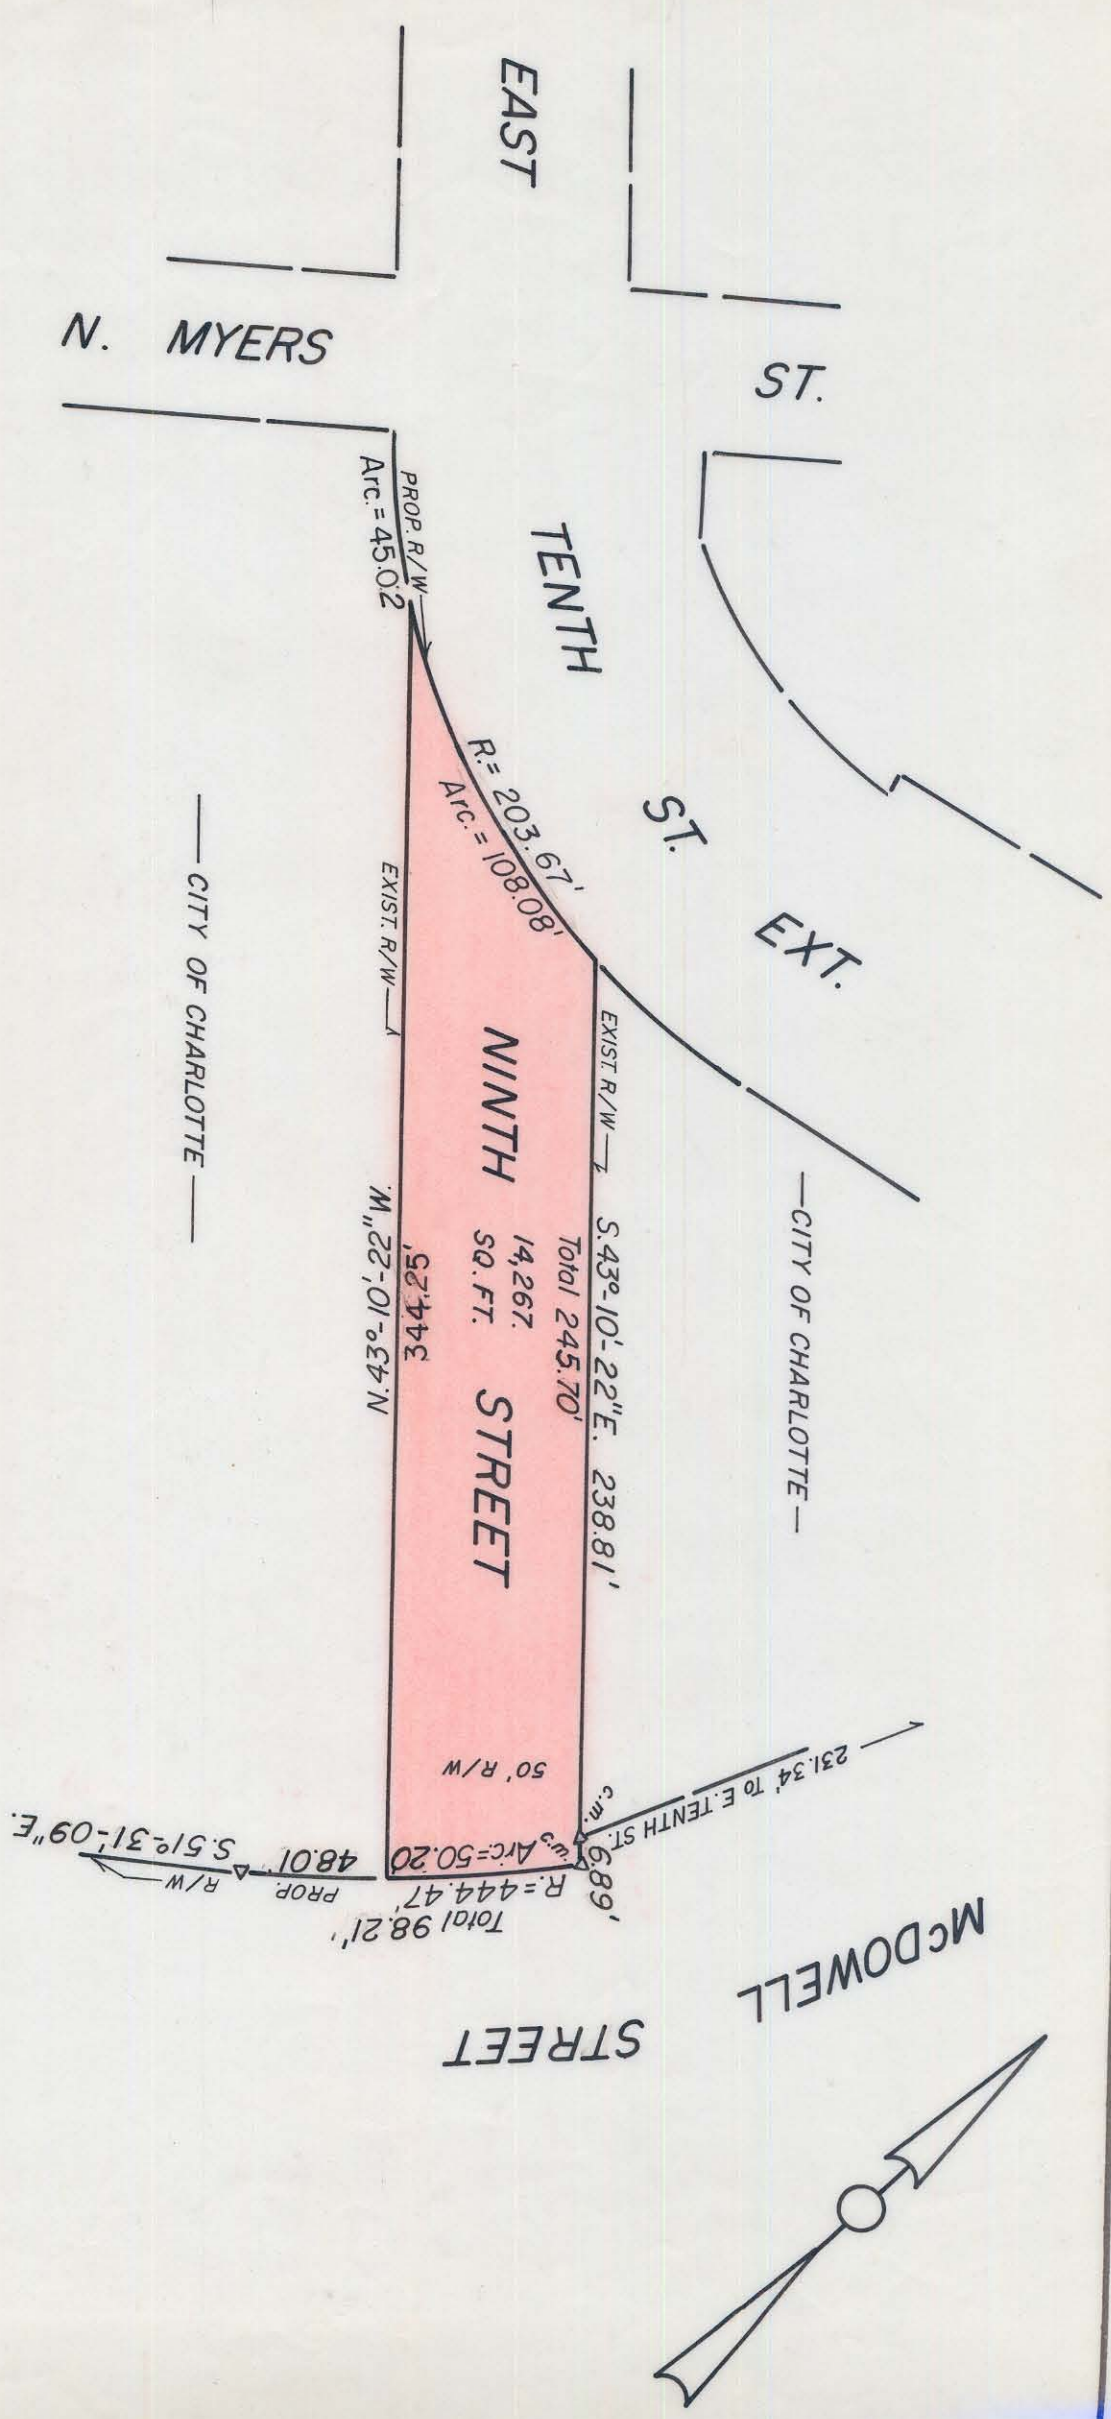 EAST
N. MYERS
ST.
PROP. R/W
Arc. = 45.02
TENTH
ST.
EXT.
R.= 203.67'
Arc. = 108.08'
EXIST. R/W
EXIST. R/W
— CITY OF CHARLOTTE —
— CITY OF CHARLOTTE —
NINTH STREET
14,267.
SQ. FT.
S.43º-10'-22"E. 238.81'
Total 245.70'
344.25'
N.43º-10'-22"W.
50' R/W
231.34' To E. TENTH ST.
c.m.
w.s.
6.89'
Arc=50.20
R.=444.47'
Total 98.21'
48.01'
PROP.
R/W
S.51º-31'-09"E.
McDOWELL
STREET